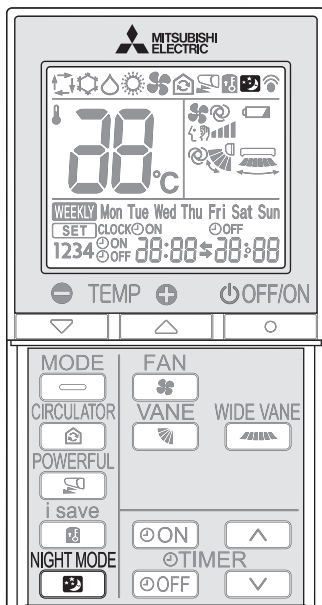 MITSUBISHI
ELECTRIC
88°C
WEEKLY Mon Tue Wed Thu Fri Sat Sun
SET CLOCK ON OFF
1234 ON 88:88 88:88
OFF
TEMP OFF/ON
MODE FAN
CIRCULATOR VANE WIDE VANE
POWERFUL
i save
ON
NIGHT MODE TIMER
OFF